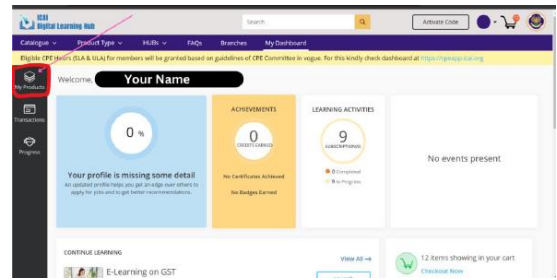 ICAI
Digital Learning Hub
Search
Activate Code
Catalogue
Product Type
HUBs
FAQs
Branches
My Dashboard
Eligible CPE Hours (SLA & ULA) for members will be granted based on guidelines of CPE Committee in vogue. For this kindly check dashboard at
My Products
Transactions
Progress
Welcome,
Your Name
0 %
Your profile is missing some detail
An updated profile helps you get an edge over others to
apply for jobs and to get better recommendations.
ACHIEVEMENTS
0
CREDITS EARNED
No Certificates Achieved
No Badges Earned
LEARNING ACTIVITIES
9
SUBSCRIPTIONS
0 Completed
9 In Progress
No events present
CONTINUE LEARNING
View All →
E-Learning on GST
12 items showing in your cart
Checkout Now